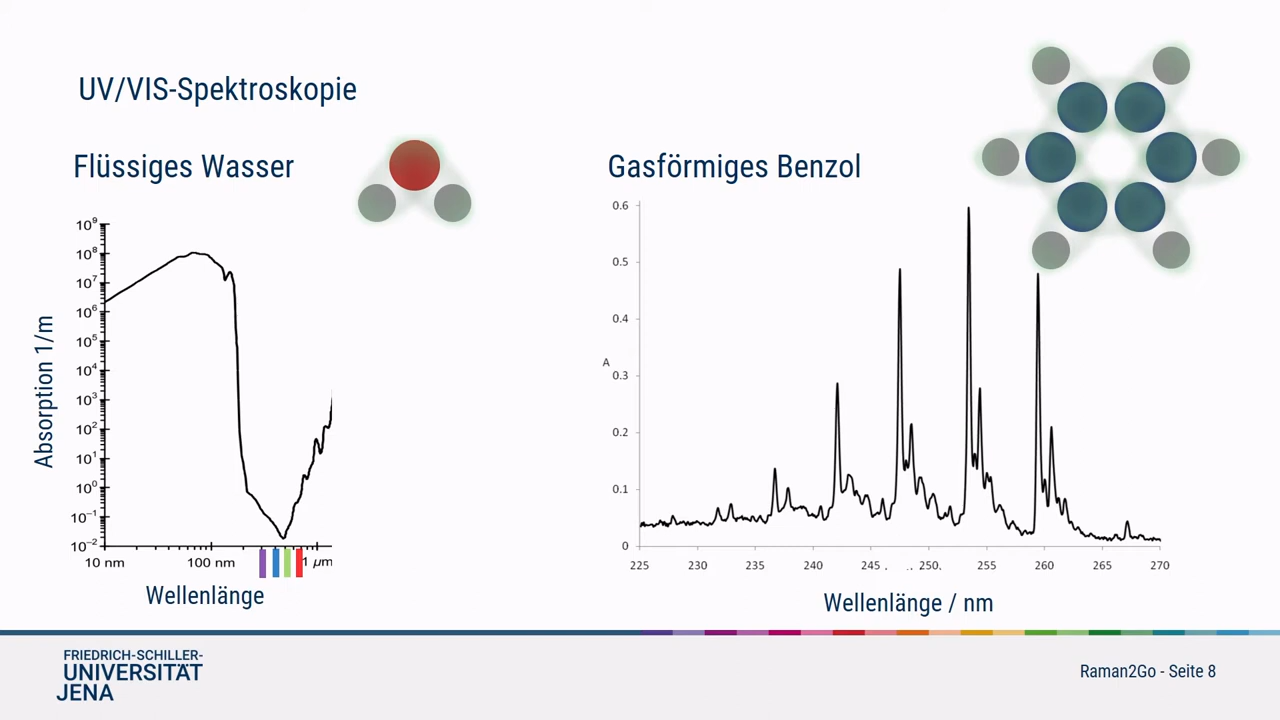 UV/VIS-Spektroskopie
Flüssiges Wasser
Absorption 1/m
10⁹
10⁸
10⁷
10⁶
10⁵
10⁴
10³
10²
10¹
10⁰
10⁻¹
10⁻²
10 nm 100 nm 1 µm
Wellenlänge
Gasförmiges Benzol
A
0.6
0.5
0.4
0.3
0.2
0.1
0
225 230 235 240 245 250 255 260 265 270
Wellenlänge / nm
FRIEDRICH-SCHILLER-
UNIVERSITÄT
JENA
Raman2Go - Seite 8